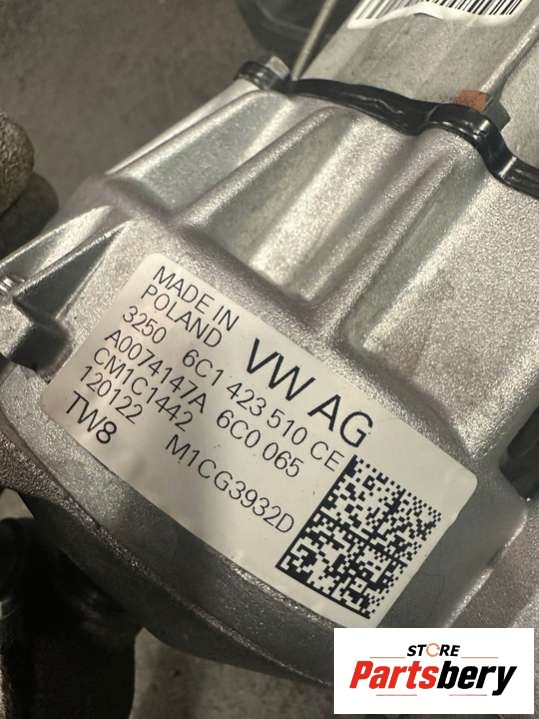 MADE IN
POLAND
VW AG
3250 6C1 423 510 CE
A0074147A 6C0 065
CM1C1442
120122 M1CG3932D
TW8
STORE
Partsbery